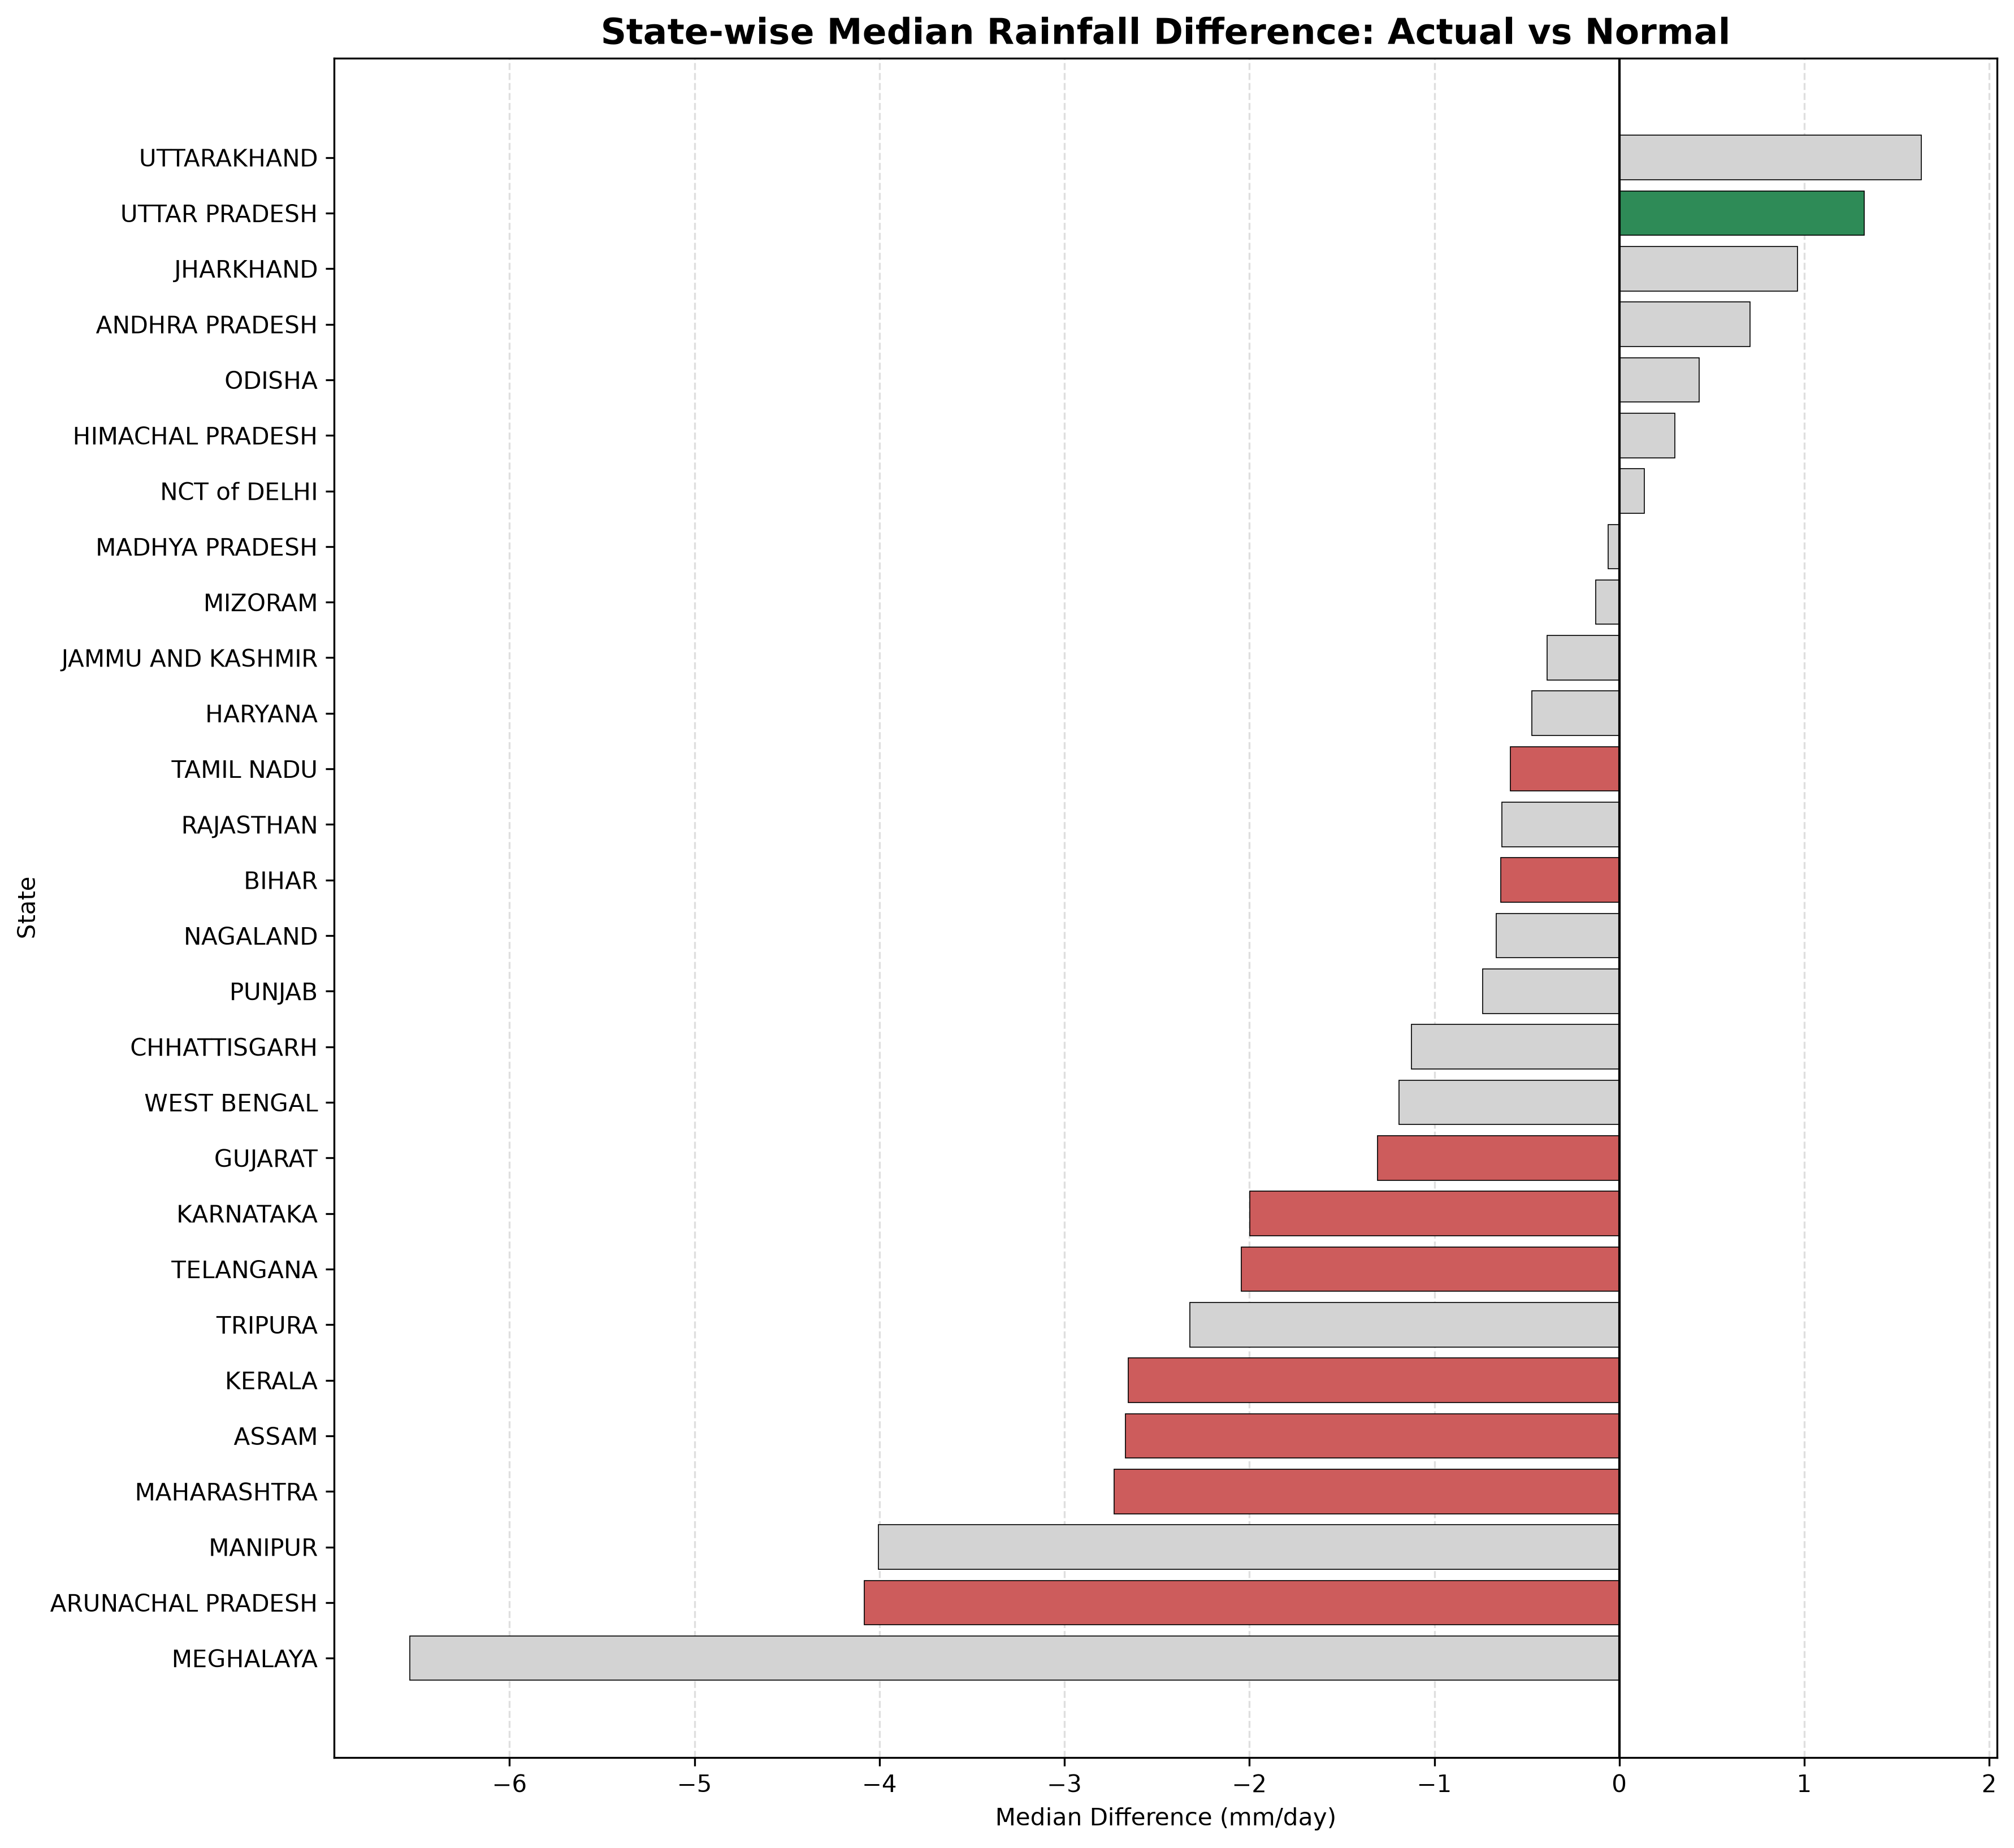 State-wise Median Rainfall Difference: Actual vs Normal
UTTARAKHAND
UTTAR PRADESH
JHARKHAND
ANDHRA PRADESH
ODISHA
HIMACHAL PRADESH
NCT of DELHI
MADHYA PRADESH
MIZORAM
JAMMU AND KASHMIR
HARYANA
TAMIL NADU
RAJASTHAN
BIHAR
NAGALAND
PUNJAB
CHHATTISGARH
WEST BENGAL
GUJARAT
KARNATAKA
TELANGANA
TRIPURA
KERALA
ASSAM
MAHARASHTRA
MANIPUR
ARUNACHAL PRADESH
MEGHALAYA
State
−6 −5 −4 −3 −2 −1 0 1 2
Median Difference (mm/day)